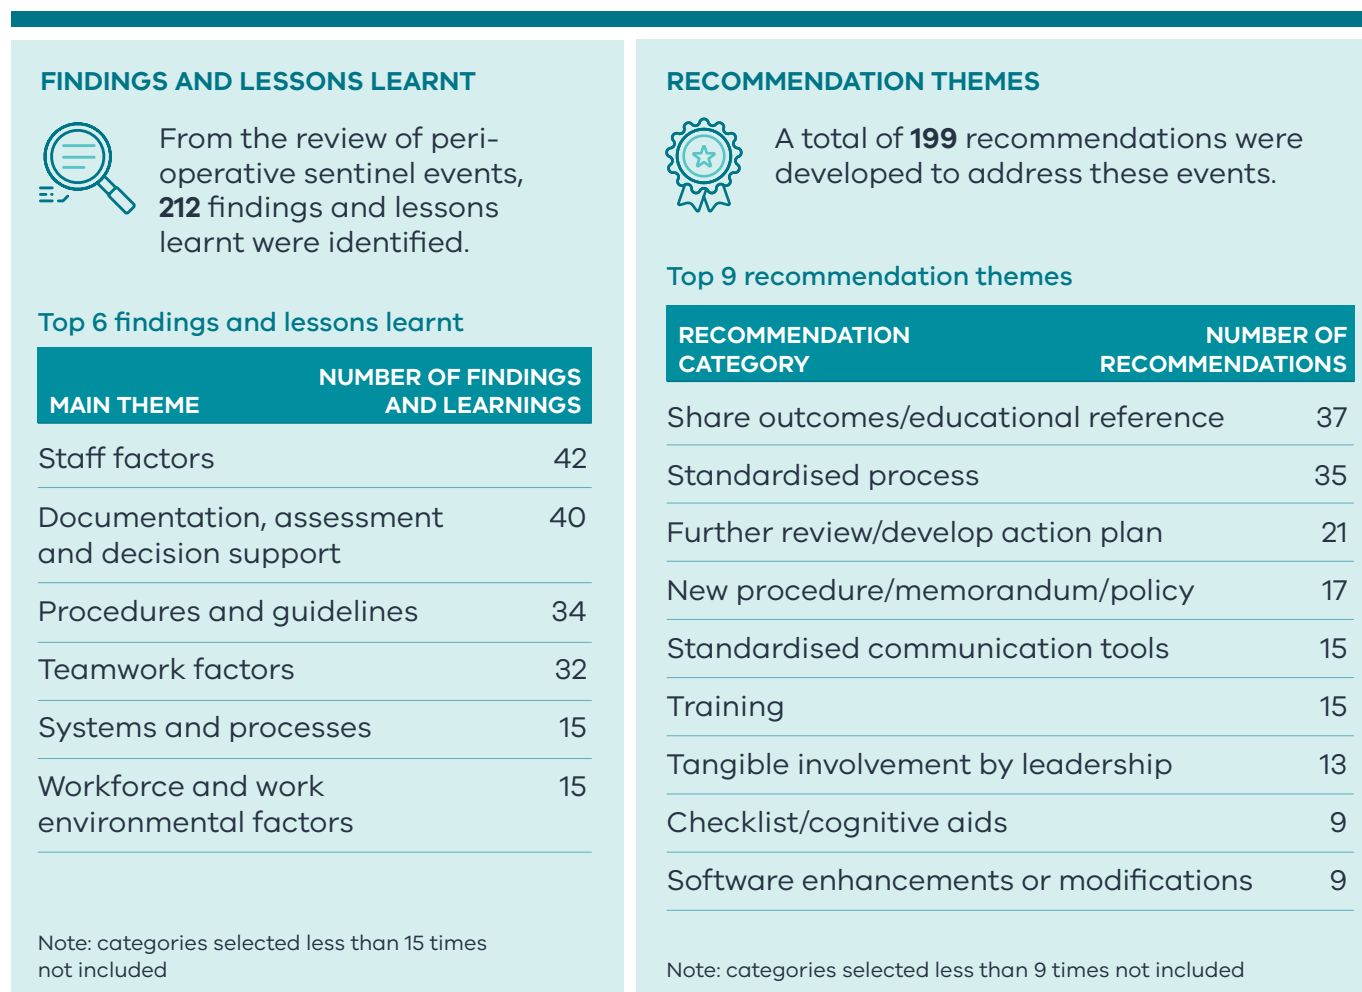 FINDINGS AND LESSONS LEARNT
From the review of peri-
operative sentinel events,
212 findings and lessons
learnt were identified.
Top 6 findings and lessons learnt
MAIN THEME NUMBER OF FINDINGS AND LEARNINGS
Staff factors 42
Documentation, assessment 40
and decision support
Procedures and guidelines 34
Teamwork factors 32
Systems and processes 15
Workforce and work 15
environmental factors
Note: categories selected less than 15 times
not included
RECOMMENDATION THEMES
A total of 199 recommendations were
developed to address these events.
Top 9 recommendation themes
RECOMMENDATION NUMBER OF
CATEGORY RECOMMENDATIONS
Share outcomes/educational reference 37
Standardised process 35
Further review/develop action plan 21
New procedure/memorandum/policy 17
Standardised communication tools 15
Training 15
Tangible involvement by leadership 13
Checklist/cognitive aids 9
Software enhancements or modifications 9
Note: categories selected less than 9 times not included